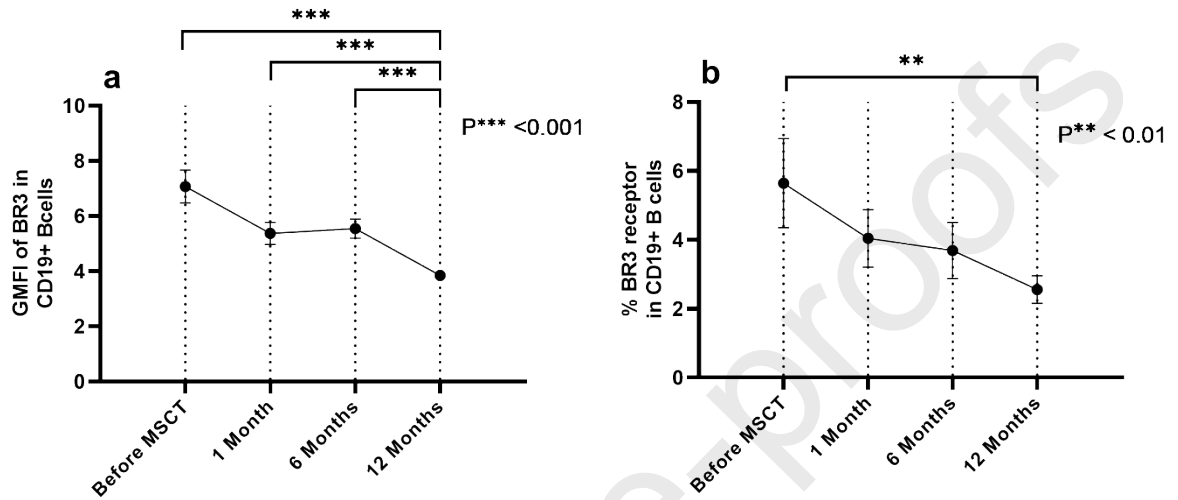 a
***
***
***
P*** <0.001
GMFI of BR3 in
CD19+ Bcells
10
8
6
4
2
0
Before MSCT
1 Month
6 Months
12 Months
b
**
P** < 0.01
% BR3 receptor
in CD19+ B cells
8
6
4
2
0
Before MSCT
1 Month
6 Months
12 Months
e-proofs